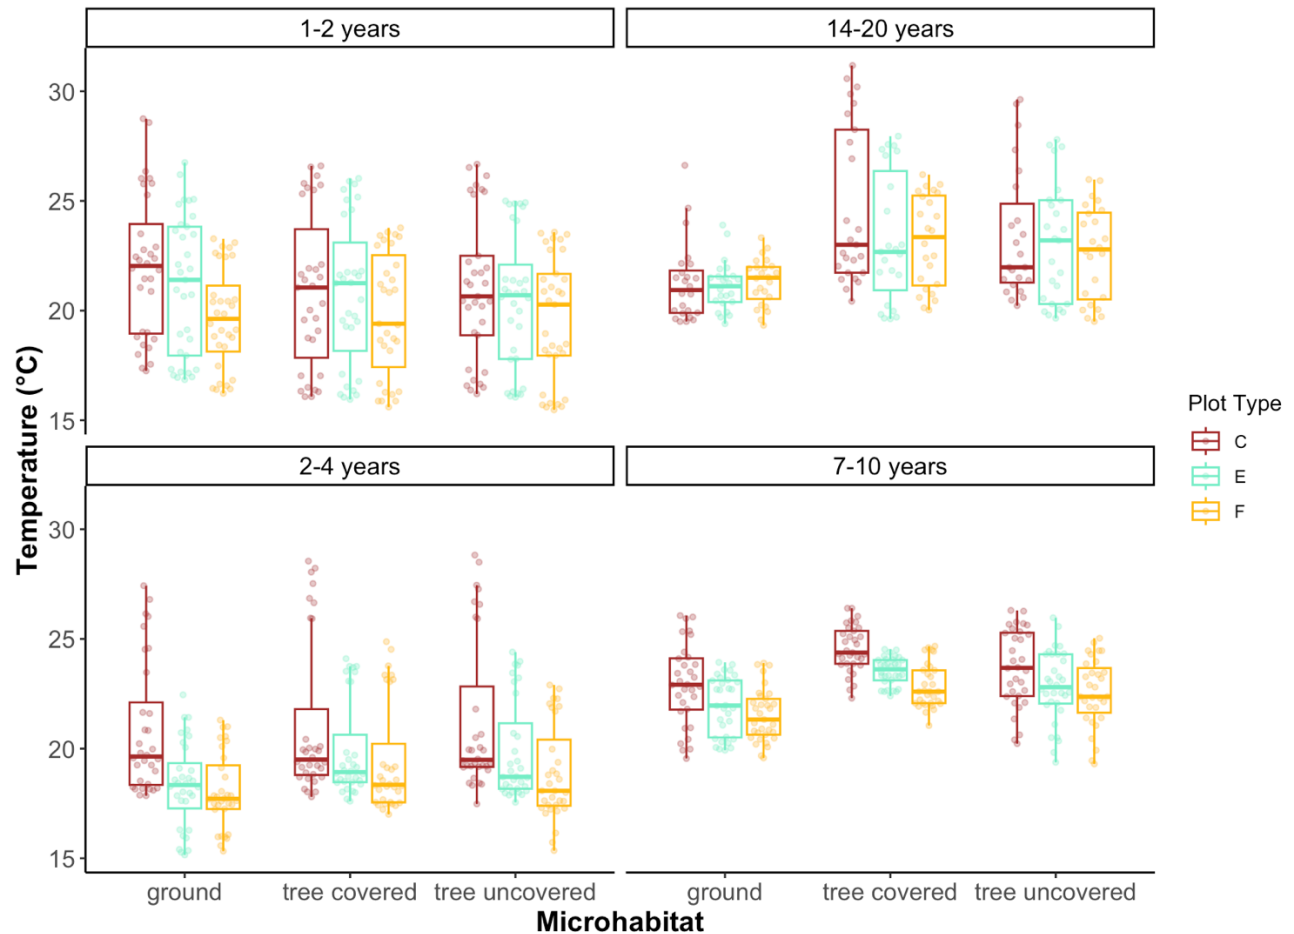 1-2 years
14-20 years
30
25
20
15
2-4 years
7-10 years
30
25
20
15
Temperature (°C)
ground
tree covered
tree uncovered
ground
tree covered
tree uncovered
Microhabitat
Plot Type
C
E
F